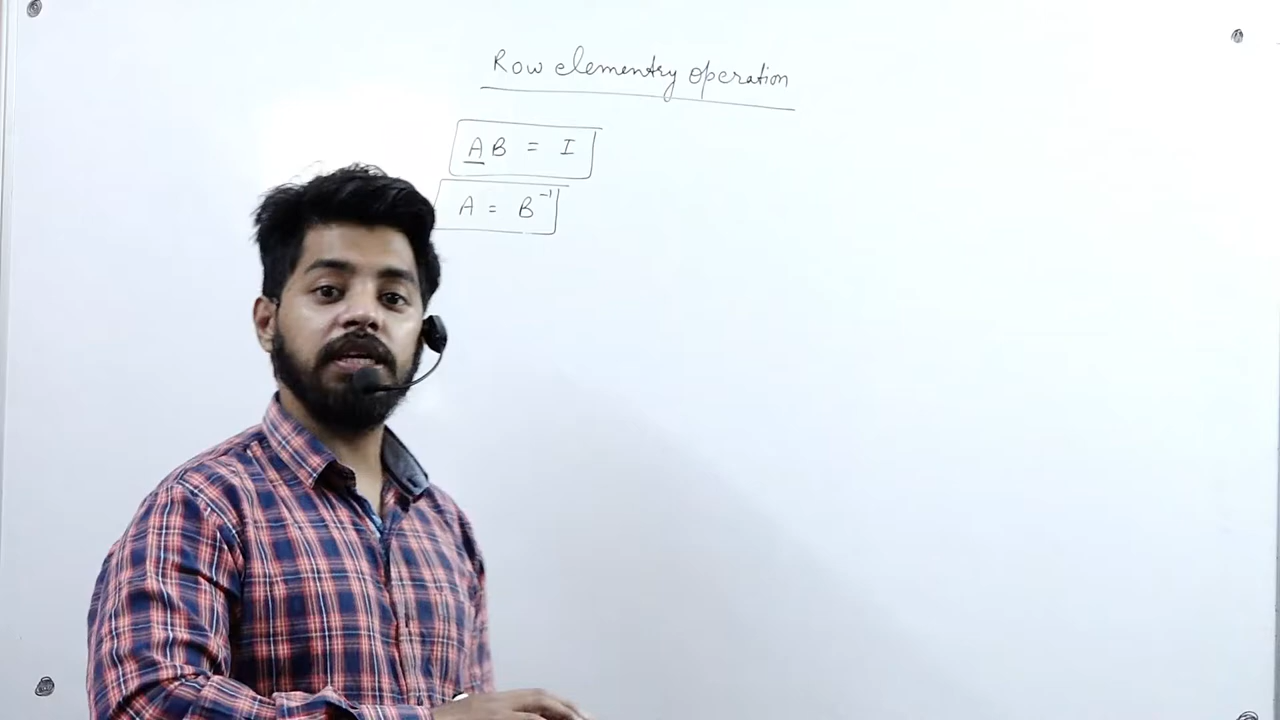 Row elementry operation
AB = I
A = B⁻¹